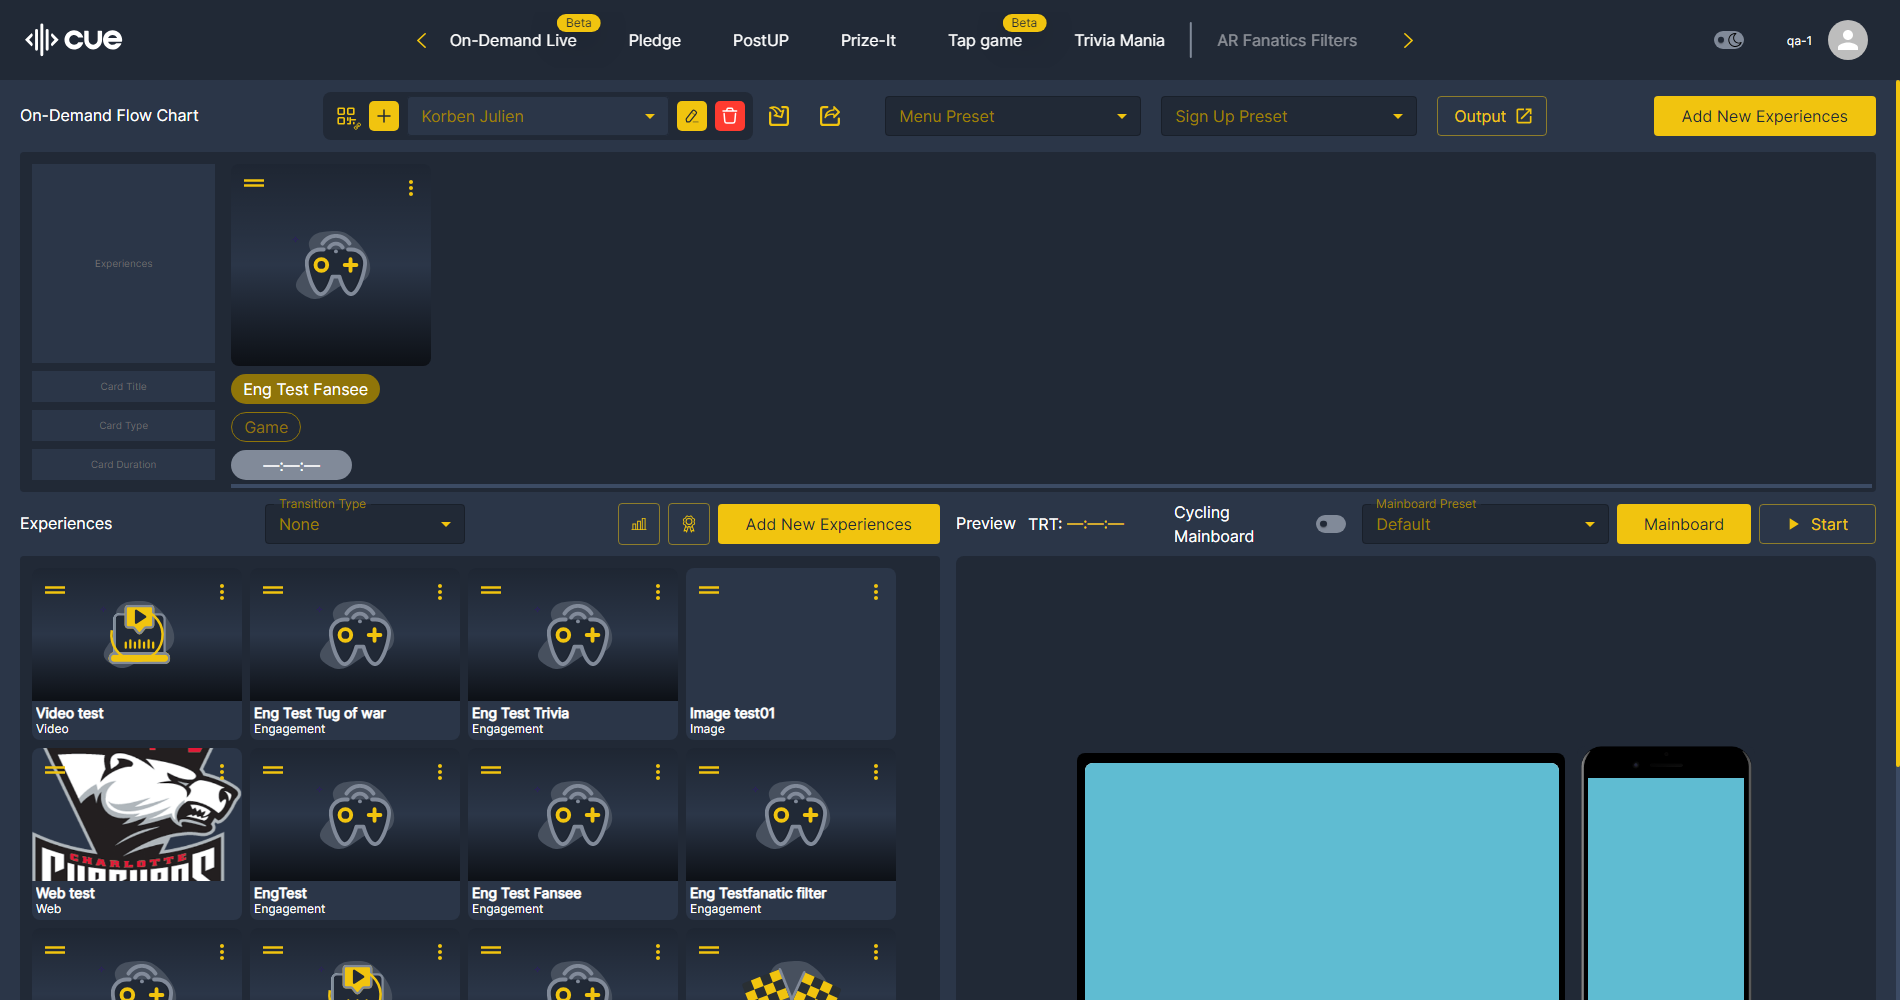 cue
On-Demand Live
Beta
Pledge
PostUP
Prize-It
Tap game
Beta
Trivia Mania
AR Fanatics Filters
qa-1
On-Demand Flow Chart
Korben Julien
Menu Preset
Sign Up Preset
Output
Add New Experiences
Experiences
Card Title
Eng Test Fansee
Card Type
Game
Card Duration
—:—:—
Experiences
Transition Type
None
Add New Experiences
Preview
TRT: —:—:—
Cycling
Mainboard
Mainboard Preset
Default
Mainboard
Start
Video test
Video
Eng Test Tug of war
Engagement
Eng Test Trivia
Engagement
Image test01
Image
CHARLOTTE
Web test
Web
EngTest
Engagement
Eng Test Fansee
Engagement
Eng Testfanatic filter
Engagement